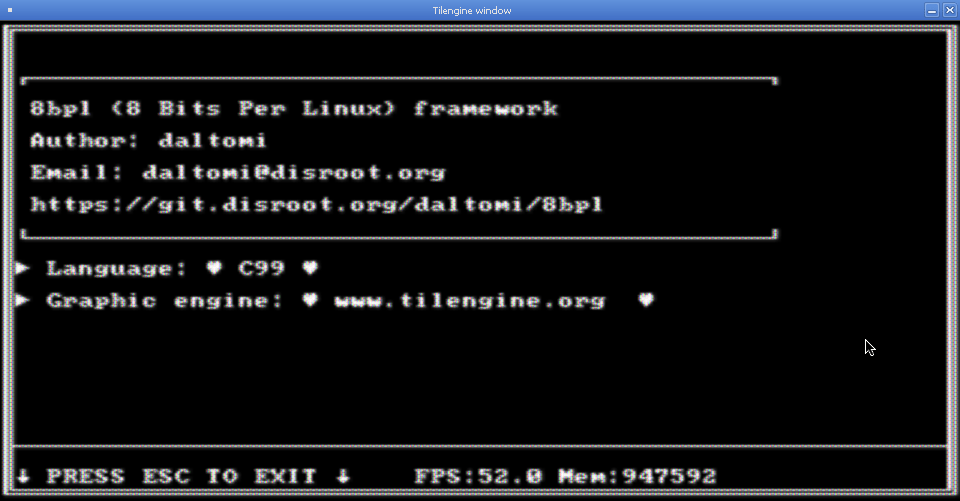 Tilengine window
8bpl (8 Bits Per Linux) framework
Author: daltomi
Email: daltomi@disroot.org
https://git.disroot.org/daltomi/8bpl
► Language: ♥ C99 ♥
► Graphic engine: ♥ www.tilengine.org ♥
↓ PRESS ESC TO EXIT ↓ FPS:52.0 Mem:947592